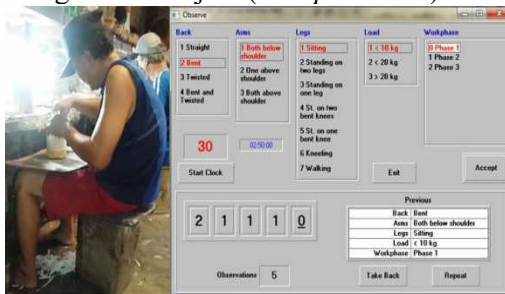 Observe
Back
1 Straight
2 Bent
3 Twisted
4 Bent and
Twisted
Arms
1 Both below
shoulder
2 One above
shoulder
3 Both above
shoulder
Legs
1 Sitting
2 Standing on
two legs
3 Standing on
one leg
4 St. on two
bent knees
5 St. on one
bent knee
6 Kneeling
7 Walking
Load
1 < 10 kg
2 < 20 kg
3 > 20 kg
Workphase
0 Phase 1
1 Phase 2
2 Phase 3
30
02:50:00
Start Clock
Exit
Accept
2 1 1 1 0
Observations 5
Previous
Back Bent
Arms Both below shoulder
Legs Sitting
Load < 10 kg
Workphase Phase 1
Take Back
Repeat